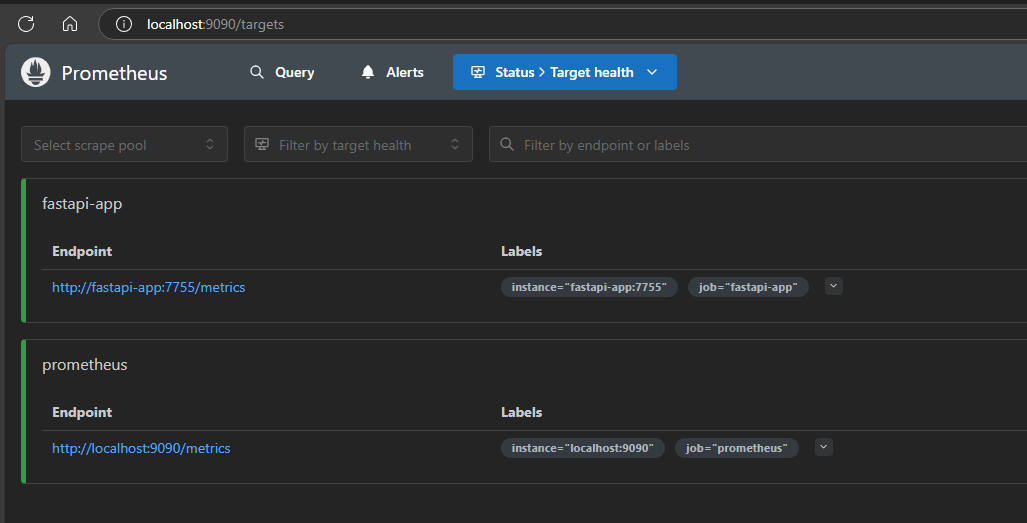 localhost:9090/targets
Prometheus Query Alerts Status > Target health
Select scrape pool Filter by target health Filter by endpoint or labels
fastapi-app
Endpoint Labels
http://fastapi-app:7755/metrics instance="fastapi-app:7755" job="fastapi-app"
prometheus
Endpoint Labels
http://localhost:9090/metrics instance="localhost:9090" job="prometheus"